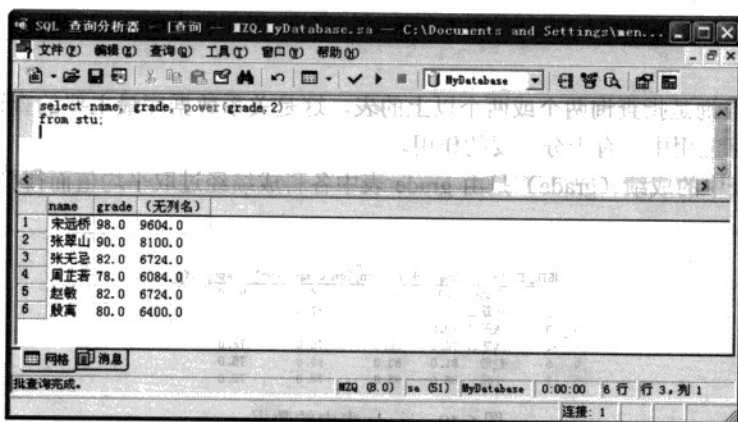 SQL 查询分析器 - [查询 -- MZQ.MyDatabase.sa -- C:\Documents and Settings\men...
文件(F) 编辑(E) 查询(Q) 工具(T) 窗口(W) 帮助(H)
MyDatabase
select name, grade, power(grade,2)
from stu;
name grade (无列名)
1 宋远桥 98.0 9604.0
2 张翠山 90.0 8100.0
3 张无忌 82.0 6724.0
4 周芷若 78.0 6084.0
5 赵敏 82.0 6724.0
6 殷离 80.0 6400.0
网格 消息
批查询完成。 MZQ (8.0) sa (51) MyDatabase 0:00:00 6 行 行 3, 列 1
连接: 1